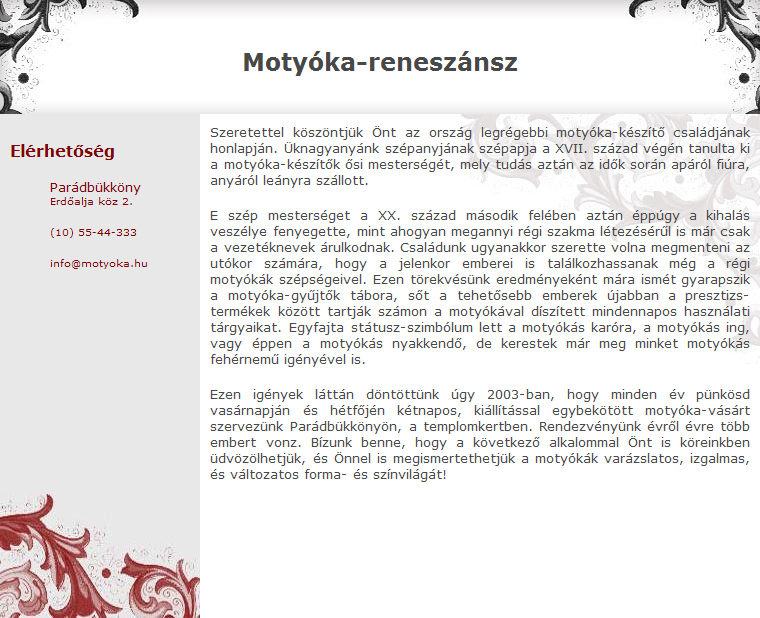 Motyóka-reneszánsz
Elérhetőség
Parádbükköny
Erdőalja köz 2.
(10) 55-44-333
info@motyoka.hu
Szeretettel köszöntjük Önt az ország legrégebbi motyóka-készítő családjának
honlapján. Üknagyanyánk szépanyjának szépapja a XVII. század végén tanulta ki
a motyóka-készítők ősi mesterségét, mely tudás aztán az idők során apáról fiúra,
anyáról leányra szállott.
E szép mesterséget a XX. század második felében aztán éppúgy a kihalás
veszélye fenyegette, mint ahogyan megannyi régi szakma létezéséről is már csak
a vezetéknevek árulkodnak. Családunk ugyanakkor szerette volna megmenteni az
utókor számára, hogy a jelenkor emberei is találkozhassanak még a régi
motyókák szépségeivel. Ezen törekvésünk eredményeként mára ismét gyarapszik
a motyóka-gyűjtők tábora, sőt a tehetősebb emberek újabban a presztizs-
termékek között tartják számon a motyókával díszített mindennapos használati
tárgyaikat. Egyfajta státusz-szimbólum lett a motyókás karóra, a motyókás ing,
vagy éppen a motyókás nyakkendő, de kerestek már meg minket motyókás
fehérnemű igényével is.
Ezen igények láttán döntöttünk úgy 2003-ban, hogy minden év pünkösd
vasárnapján és hétfőjén kétnapos, kiállítással egybekötött motyóka-vásárt
szervezünk Parádbükkönyön, a templomkertben. Rendezvényünk évről évre több
embert vonz. Bízunk benne, hogy a következő alkalommal Önt is köreinkben
üdvözölhetjük, és Önnel is megismertethetjük a motyókák varázslatos, izgalmas,
és változatos forma- és színvilágát!